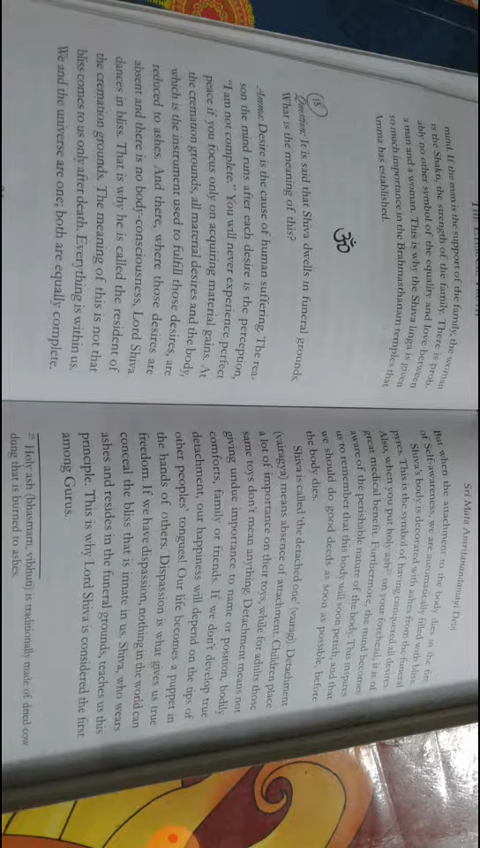 mind. If the man is the support of the family, the woman
is the Shakti, the strength of the family. There is prob-
ably no other symbol of the equality and love between
a man and a woman. This is why the Shiva linga is given
so much importance in the Brahmasthanam temples that
Amma has established.
ॐ
15
Question: It is said that Shiva dwells in funeral grounds.
What is the meaning of this?
Amma: Desire is the cause of human suffering. The rea-
son the mind runs after each desire is the perception,
"I am not complete." You will never experience perfect
peace if you focus only on acquiring material gains. At
the cremation grounds, all material desires and the body,
which is the instrument used to fulfill those desires, are
reduced to ashes. And there, where those desires are
absent and there is no body-consciousness, Lord Shiva
dances in bliss. That is why he is called the resident of
the cremation grounds. The meaning of this is not that
bliss comes to us only after death. Everything is within us.
We and the universe are one; both are equally complete.
Sri Mata Amritanandamayi Devi
But when the attachment to the body dies in the fire
of Self-awareness, we are automatically filled with bliss.
Shiva's body is decorated with ashes from the funeral
pyres. This is the symbol of having conquered all desires.
Also, when you put holy ash on your forehead, it is of
great medical benefit. Furthermore, the mind becomes
aware of the perishable nature of the body. This inspires
us to remember that this body will soon perish, and that
we should do good deeds as soon as possible, before
the body dies.
Shiva is called 'the detached one' (vairagi). Detachment
(vairagya) means absence of attachment. Children place
a lot of importance on their toys, while for adults those
same toys don't mean anything. Detachment means not
giving undue importance to name or position, bodily
comforts, family or friends. If we don't develop true
detachment, our happiness will depend on the tips of
other peoples' tongues! Our life becomes a puppet in
the hands of others. Dispassion is what gives us true
freedom. If we have dispassion, nothing in the world can
conceal the bliss that is innate in us. Shiva, who wears
ashes and resides in the funeral grounds, teaches us this
principle. This is why Lord Shiva is considered the first
among Gurus.
Holy ash (bhasmam, vibhuti) is traditionally made of dried cow
dung that is burned to ashes.